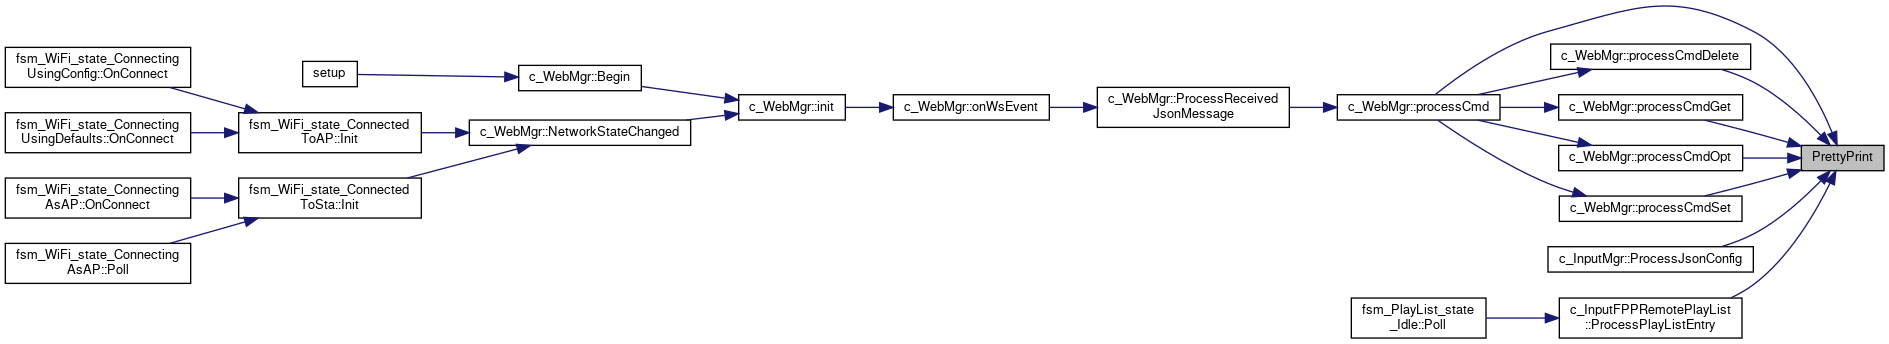 fsm_WiFi_state_Connecting
UsingConfig::OnConnect
fsm_WiFi_state_Connecting
UsingDefaults::OnConnect
fsm_WiFi_state_Connecting
AsAP::OnConnect
fsm_WiFi_state_Connecting
AsAP::Poll
setup
fsm_WiFi_state_Connected
ToAP::Init
fsm_WiFi_state_Connected
ToSta::Init
c_WebMgr::Begin
c_WebMgr::NetworkStateChanged
c_WebMgr::init
c_WebMgr::onWsEvent
c_WebMgr::ProcessReceived
JsonMessage
c_WebMgr::processCmd
fsm_PlayList_state
_Idle::Poll
c_WebMgr::processCmdDelete
c_WebMgr::processCmdGet
c_WebMgr::processCmdOpt
c_WebMgr::processCmdSet
c_InputMgr::ProcessJsonConfig
c_InputFPPRemotePlayList
::ProcessPlayListEntry
PrettyPrint